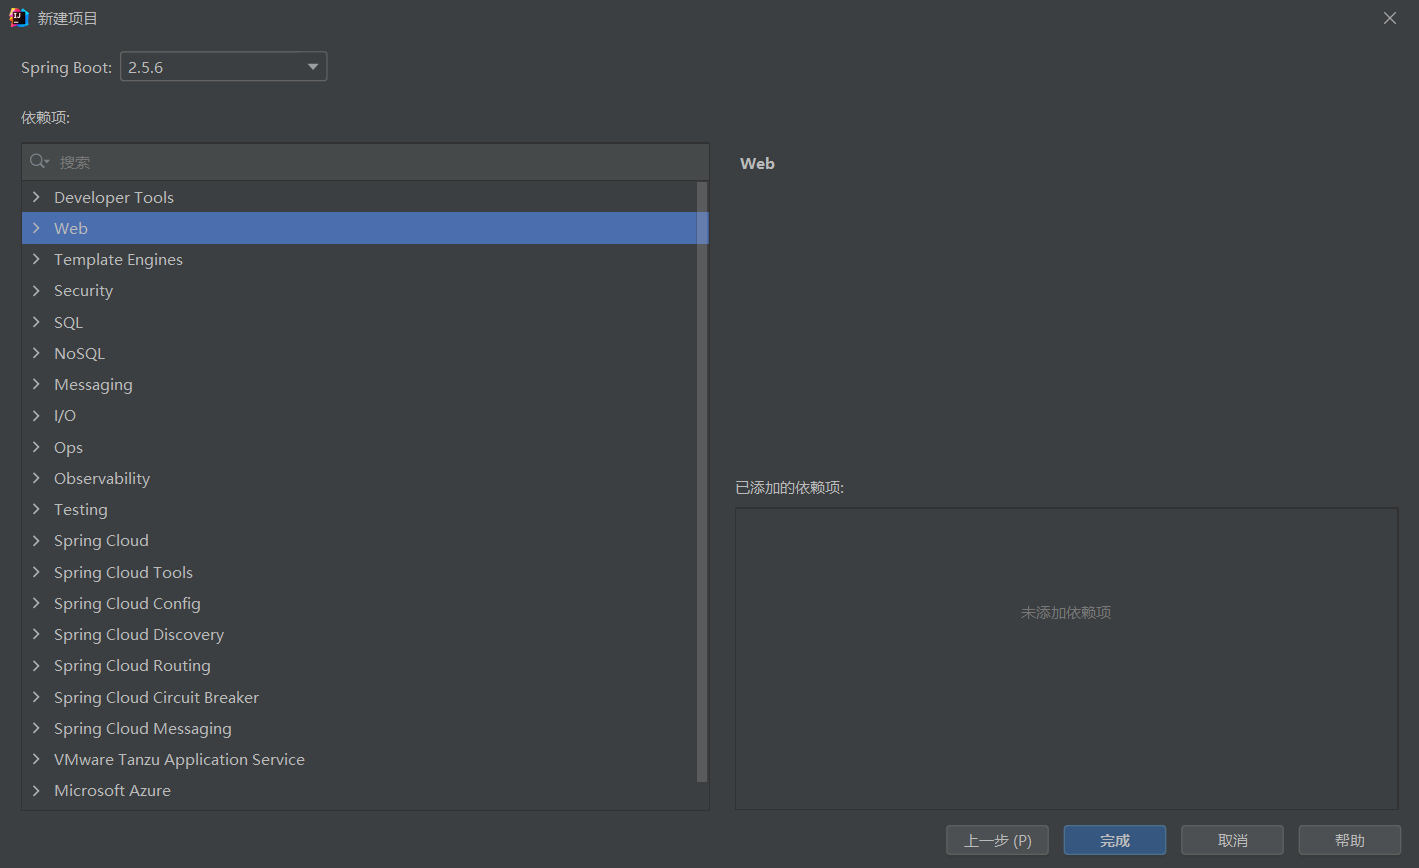 新建项目
Spring Boot: 2.5.6
依赖项:
搜索
Developer Tools
Web
Template Engines
Security
SQL
NoSQL
Messaging
I/O
Ops
Observability
Testing
Spring Cloud
Spring Cloud Tools
Spring Cloud Config
Spring Cloud Discovery
Spring Cloud Routing
Spring Cloud Circuit Breaker
Spring Cloud Messaging
VMware Tanzu Application Service
Microsoft Azure
Web
已添加的依赖项:
未添加依赖项
上一步 (P) 完成 取消 帮助